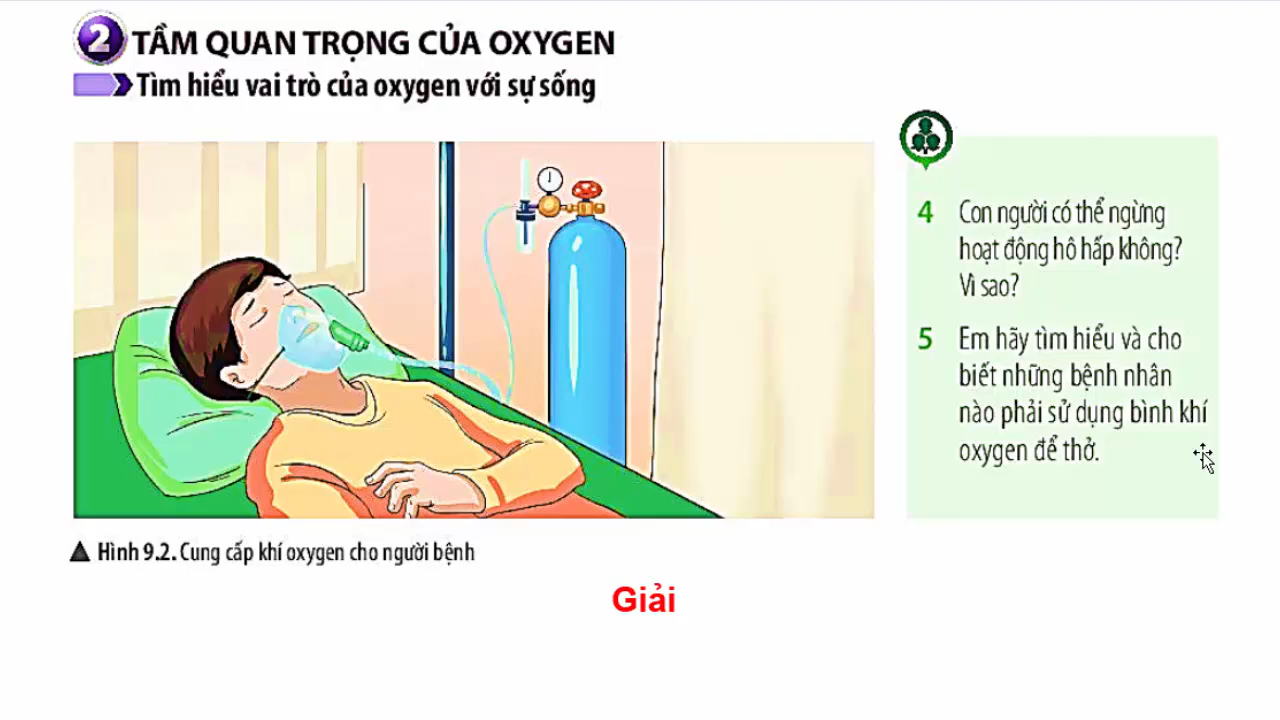 2 TẦM QUAN TRỌNG CỦA OXYGEN
Tìm hiểu vai trò của oxygen với sự sống
4 Con người có thể ngừng
hoạt động hô hấp không?
Vì sao?
5 Em hãy tìm hiểu và cho
biết những bệnh nhân
nào phải sử dụng bình khí
oxygen để thở.
Hình 9.2. Cung cấp khí oxygen cho người bệnh
Giải